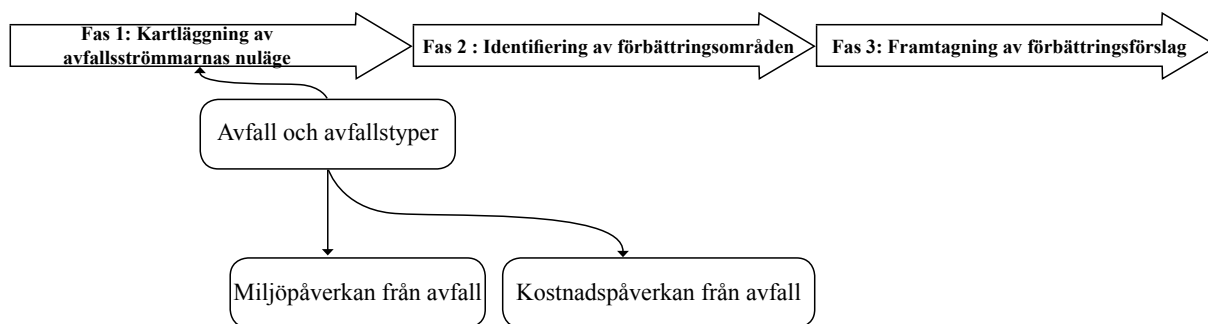 Fas 1: Kartläggning av
avfallsströmmarnas nuläge
Fas 2 : Identifiering av förbättringsområden
Fas 3: Framtagning av förbättringsförslag
Avfall och avfallstyper
Miljöpåverkan från avfall
Kostnadspåverkan från avfall